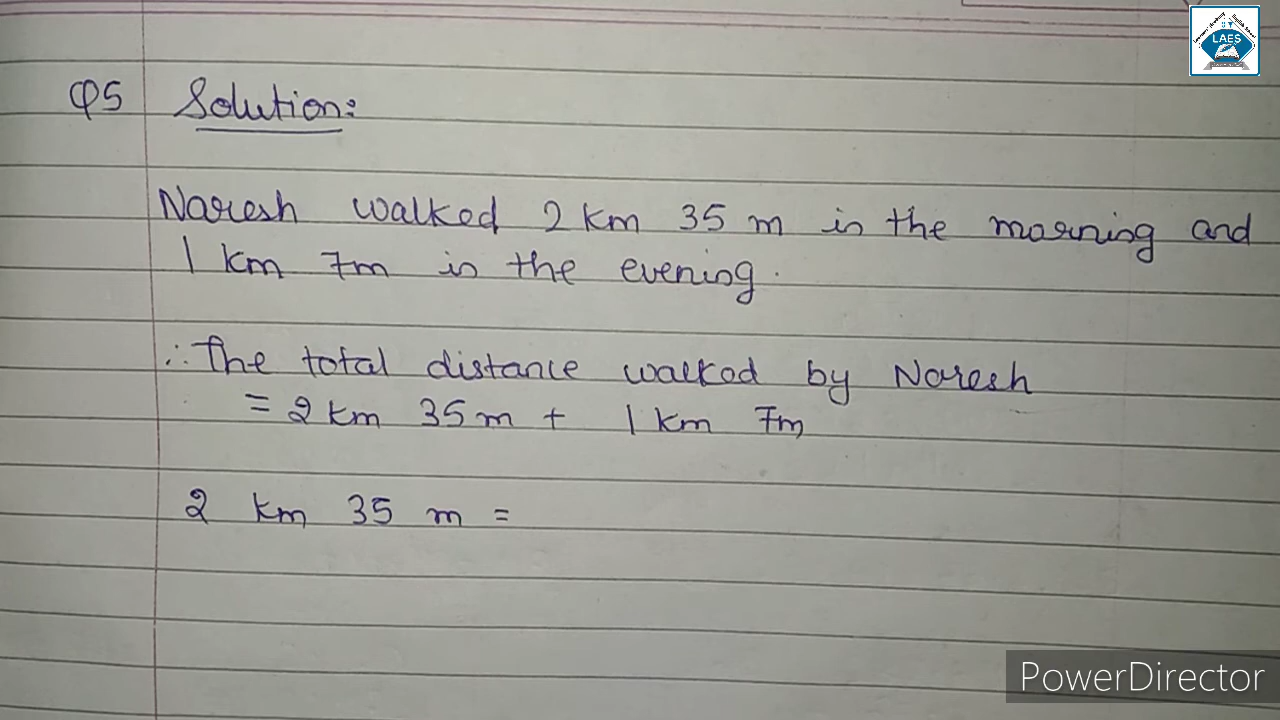 LAES
Q5 Solution:
Naresh walked 2 km 35 m in the morning and
1 km 7m in the evening.
∴ The total distance walked by Naresh
= 2 km 35 m + 1 km 7m
2 km 35 m =
PowerDirector